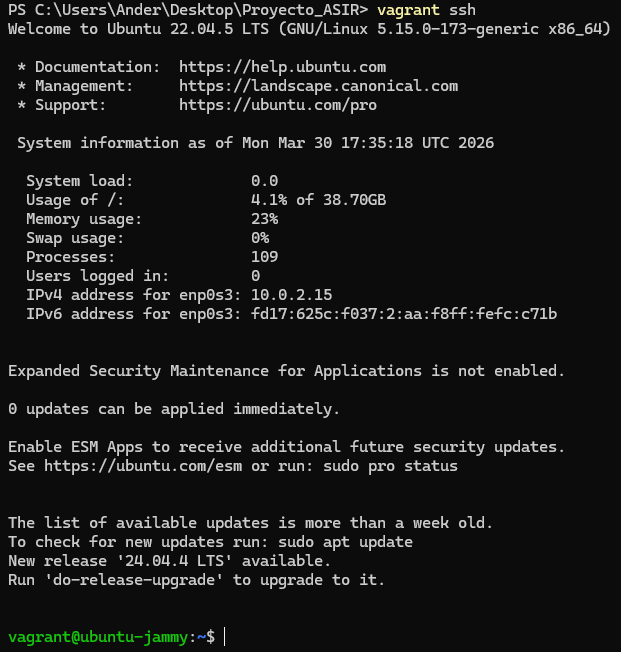 PS C:\Users\Ander\Desktop\Proyecto_ASIR> vagrant ssh
Welcome to Ubuntu 22.04.5 LTS (GNU/Linux 5.15.0-173-generic x86_64)
* Documentation:  https://help.ubuntu.com
* Management:     https://landscape.canonical.com
* Support:        https://ubuntu.com/pro
System information as of Mon Mar 30 17:35:18 UTC 2026
System load:             0.0
Usage of /:              4.1% of 38.70GB
Memory usage:            23%
Swap usage:              0%
Processes:               109
Users logged in:         0
IPv4 address for enp0s3: 10.0.2.15
IPv6 address for enp0s3: fd17:625c:f037:2:aa:f8ff:fefc:c71b
Expanded Security Maintenance for Applications is not enabled.
0 updates can be applied immediately.
Enable ESM Apps to receive additional future security updates.
See https://ubuntu.com/esm or run: sudo pro status
The list of available updates is more than a week old.
To check for new updates run: sudo apt update
New release '24.04.4 LTS' available.
Run 'do-release-upgrade' to upgrade to it.
vagrant@ubuntu-jammy:~$